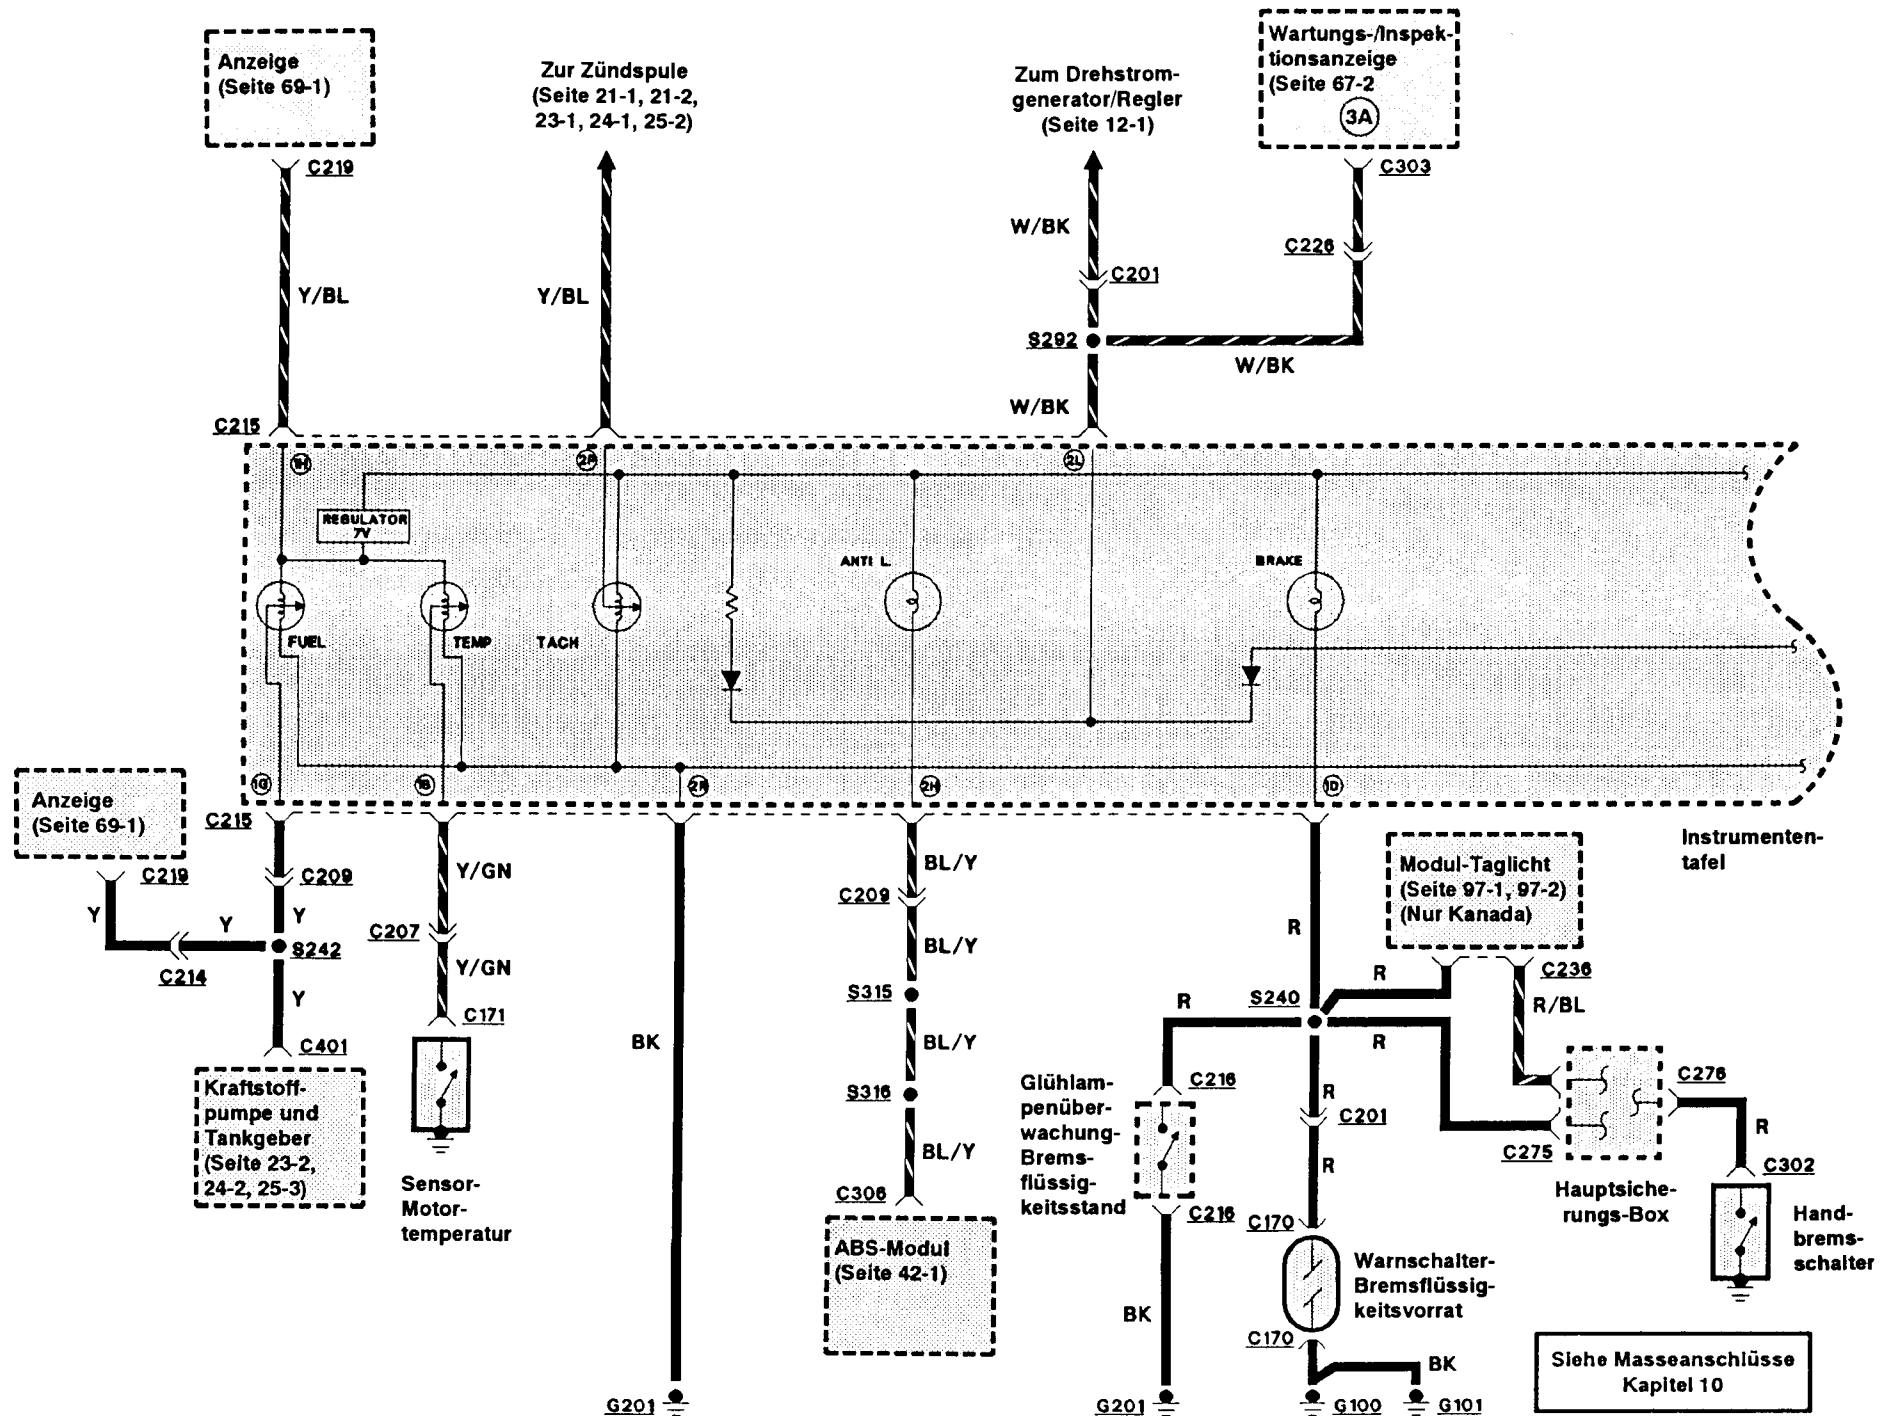 Anzeige
(Seite 69-1)
C219
Y/BL
C215
Zur Zündspule
(Seite 21-1, 21-2,
23-1, 24-1, 25-2)
Y/BL
Zum Drehstrom-
generator/Regler
(Seite 12-1)
W/BK
C201
S292
W/BK
W/BK
Wartungs-/Inspek-
tionsanzeige
(Seite 67-2
3A
C303
C226
1H
2L
REGULATOR
7V
FUEL
TEMP
TACH
ANTI L.
BRAKE
1G
2H
1D
Instrumenten-
tafel
Anzeige
(Seite 69-1)
C219
Y
Y
C214
C215
C209
Y
S242
Y
C401
Kraftstoff-
pumpe und
Tankgeber
(Seite 23-2,
24-2, 25-3)
Y/GN
C207
Y/GN
C171
Sensor-
Motor-
temperatur
BK
G201
BL/Y
C209
BL/Y
S315
BL/Y
S316
BL/Y
C306
ABS-Modul
(Seite 42-1)
R
S240
R
C216
Glühlam-
penüber-
wachung-
Brems-
flüssig-
keitsstand
C216
BK
G201
R
C201
R
C170
Warnschalter-
Bremsflüssig-
keitsvorrat
C170
BK
G100
G101
Modul-Taglicht
(Seite 97-1, 97-2)
(Nur Kanada)
R
C236
R/BL
R
C275
C276
Hauptsiche-
rungs-Box
R
C302
Hand-
brems-
schalter
Siehe Masseanschlüsse
Kapitel 10